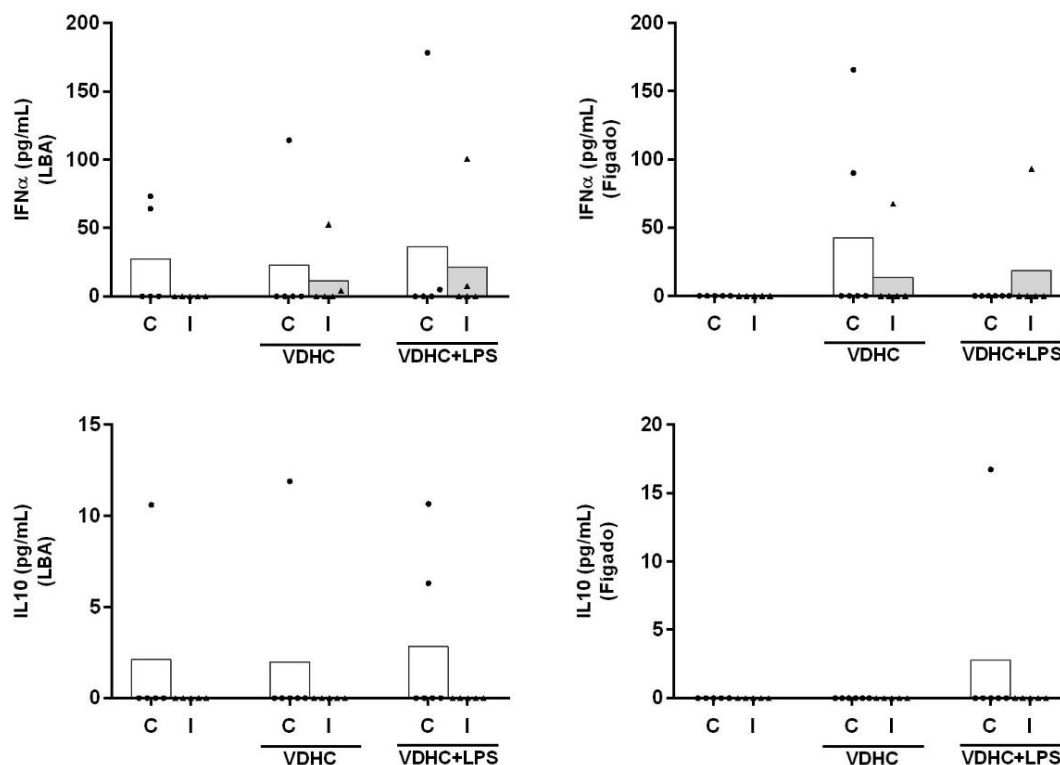 IFNα (pg/mL)
(LBA)
200
150
100
50
0
C I C I C I
VDHC VDHC+LPS
IFNα (pg/mL)
(Fígado)
200
150
100
50
0
C I C I C I
VDHC VDHC+LPS
IL10 (pg/mL)
(LBA)
15
10
5
0
C I C I C I
VDHC VDHC+LPS
IL10 (pg/mL)
(Fígado)
20
15
10
5
0
C I C I C I
VDHC VDHC+LPS